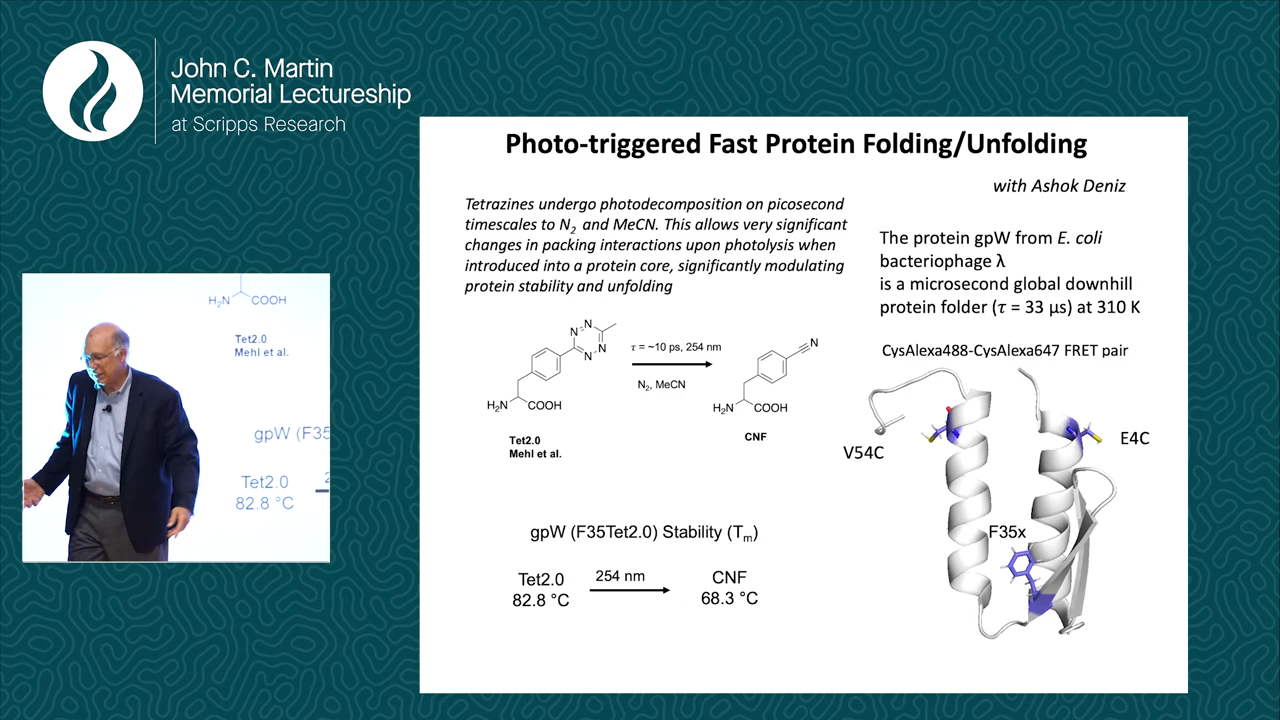 John C. Martin
Memorial Lectureship
at Scripps Research
Photo-triggered Fast Protein Folding/Unfolding
with Ashok Deniz
Tetrazines undergo photodecomposition on picosecond
timescales to N₂ and MeCN. This allows very significant
changes in packing interactions upon photolysis when
introduced into a protein core, significantly modulating
protein stability and unfolding
The protein gpW from E. coli
bacteriophage λ
is a microsecond global downhill
protein folder (τ = 33 μs) at 310 K
CysAlexa488-CysAlexa647 FRET pair
N
N
N
N
H₂N
COOH
Tet2.0
Mehl et al.
τ = ~10 ps, 254 nm
N₂, MeCN
N
H₂N
COOH
CNF
V54C
E4C
F35x
gpW (F35Tet2.0) Stability (Tₘ)
Tet2.0
82.8 °C
254 nm
CNF
68.3 °C
H₂N
COOH
Tet2.0
Mehl et al.
gpW (F35
Tet2.0
82.8 °C
2